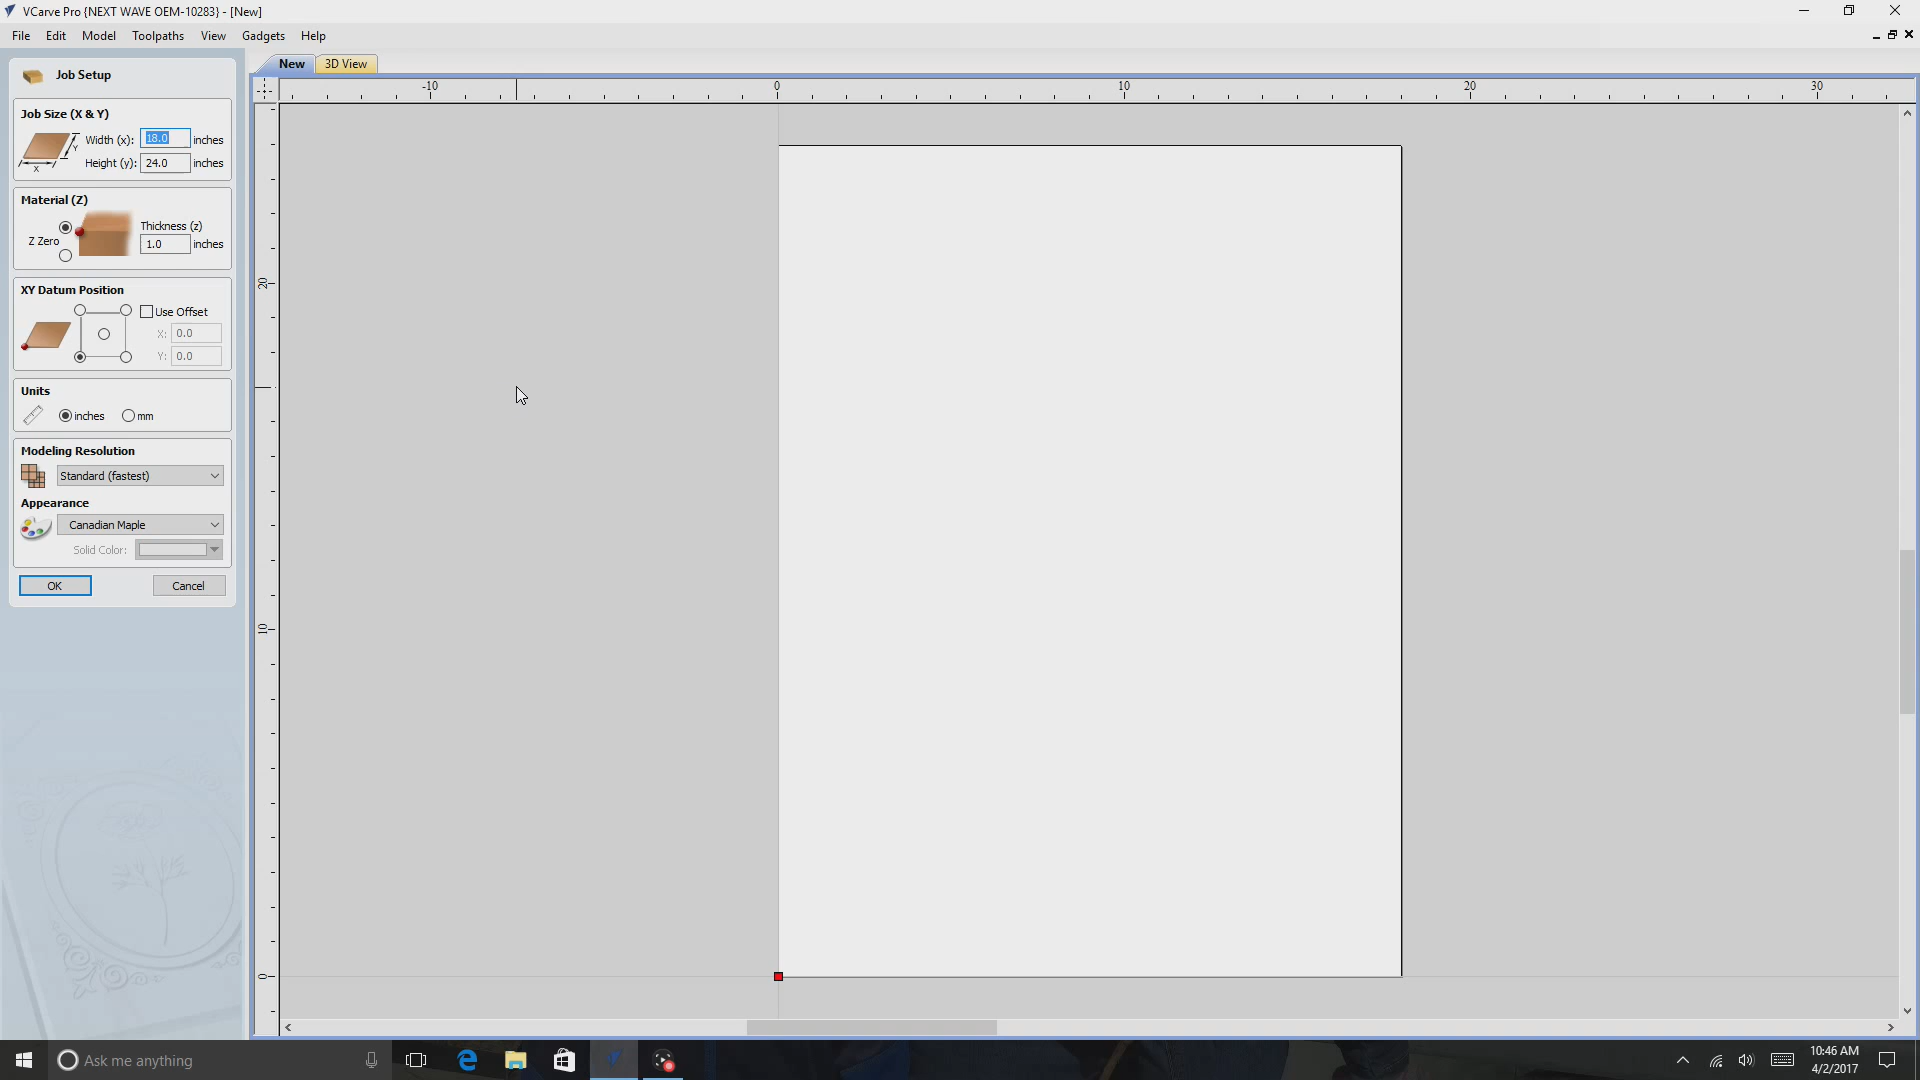 VCarve Pro {NEXT WAVE OEM-10283} - [New]
File Edit Model Toolpaths View Gadgets Help
New 3D View
Job Setup
Job Size (X & Y)
Width (x): 18.0 inches
Height (y): 24.0 inches
Y
X
Material (Z)
Thickness (z)
Z Zero
1.0 inches
XY Datum Position
Use Offset
X: 0.0
Y: 0.0
Units
inches mm
Modeling Resolution
Standard (fastest)
Appearance
Canadian Maple
Solid Color:
OK Cancel
-10 0 10 20 30
20
10
0
Ask me anything
10:46 AM
4/2/2017